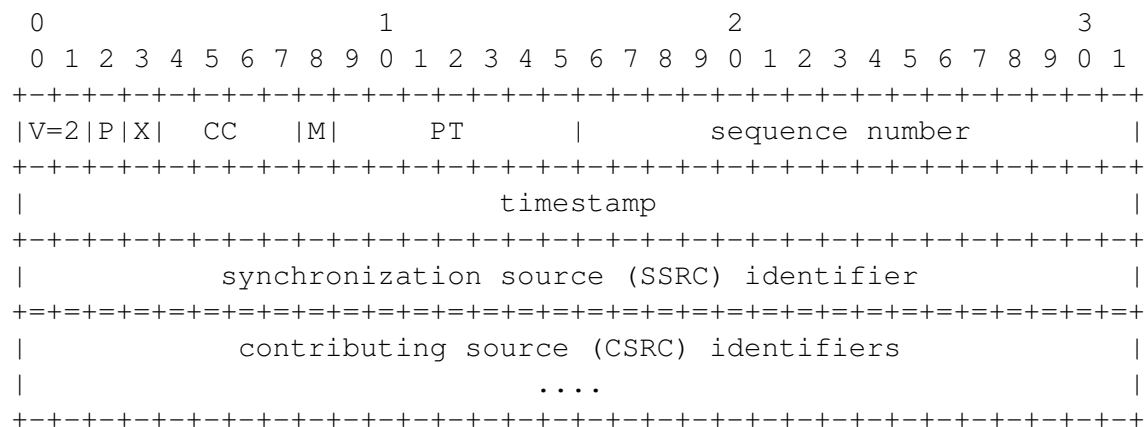 0                   1                   2                   3
 0 1 2 3 4 5 6 7 8 9 0 1 2 3 4 5 6 7 8 9 0 1 2 3 4 5 6 7 8 9 0 1
+-+-+-+-+-+-+-+-+-+-+-+-+-+-+-+-+-+-+-+-+-+-+-+-+-+-+-+-+-+-+-+-+
|V=2|P|X|  CC   |M|     PT      |       sequence number         |
+-+-+-+-+-+-+-+-+-+-+-+-+-+-+-+-+-+-+-+-+-+-+-+-+-+-+-+-+-+-+-+-+
|                           timestamp                           |
+-+-+-+-+-+-+-+-+-+-+-+-+-+-+-+-+-+-+-+-+-+-+-+-+-+-+-+-+-+-+-+-+
|           synchronization source (SSRC) identifier            |
+=+=+=+=+=+=+=+=+=+=+=+=+=+=+=+=+=+=+=+=+=+=+=+=+=+=+=+=+=+=+=+=+
|            contributing source (CSRC) identifiers             |
|                             ....                              |
+-+-+-+-+-+-+-+-+-+-+-+-+-+-+-+-+-+-+-+-+-+-+-+-+-+-+-+-+-+-+-+-+